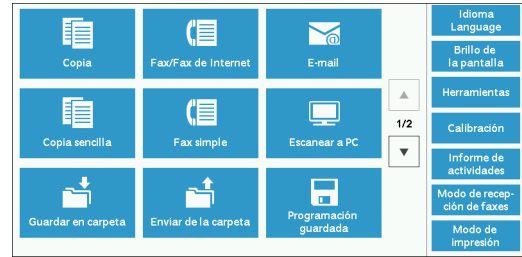 Copia
Fax/Fax de Internet
E-mail
Copia sencilla
Fax simple
Escanear a PC
Guardar en carpeta
Enviar de la carpeta
Programación
guardada
1/2
Idioma
Language
Brillo de
la pantalla
Herramientas
Calibración
Informe de
actividades
Modo de recep-
ción de faxes
Modo de
impresión